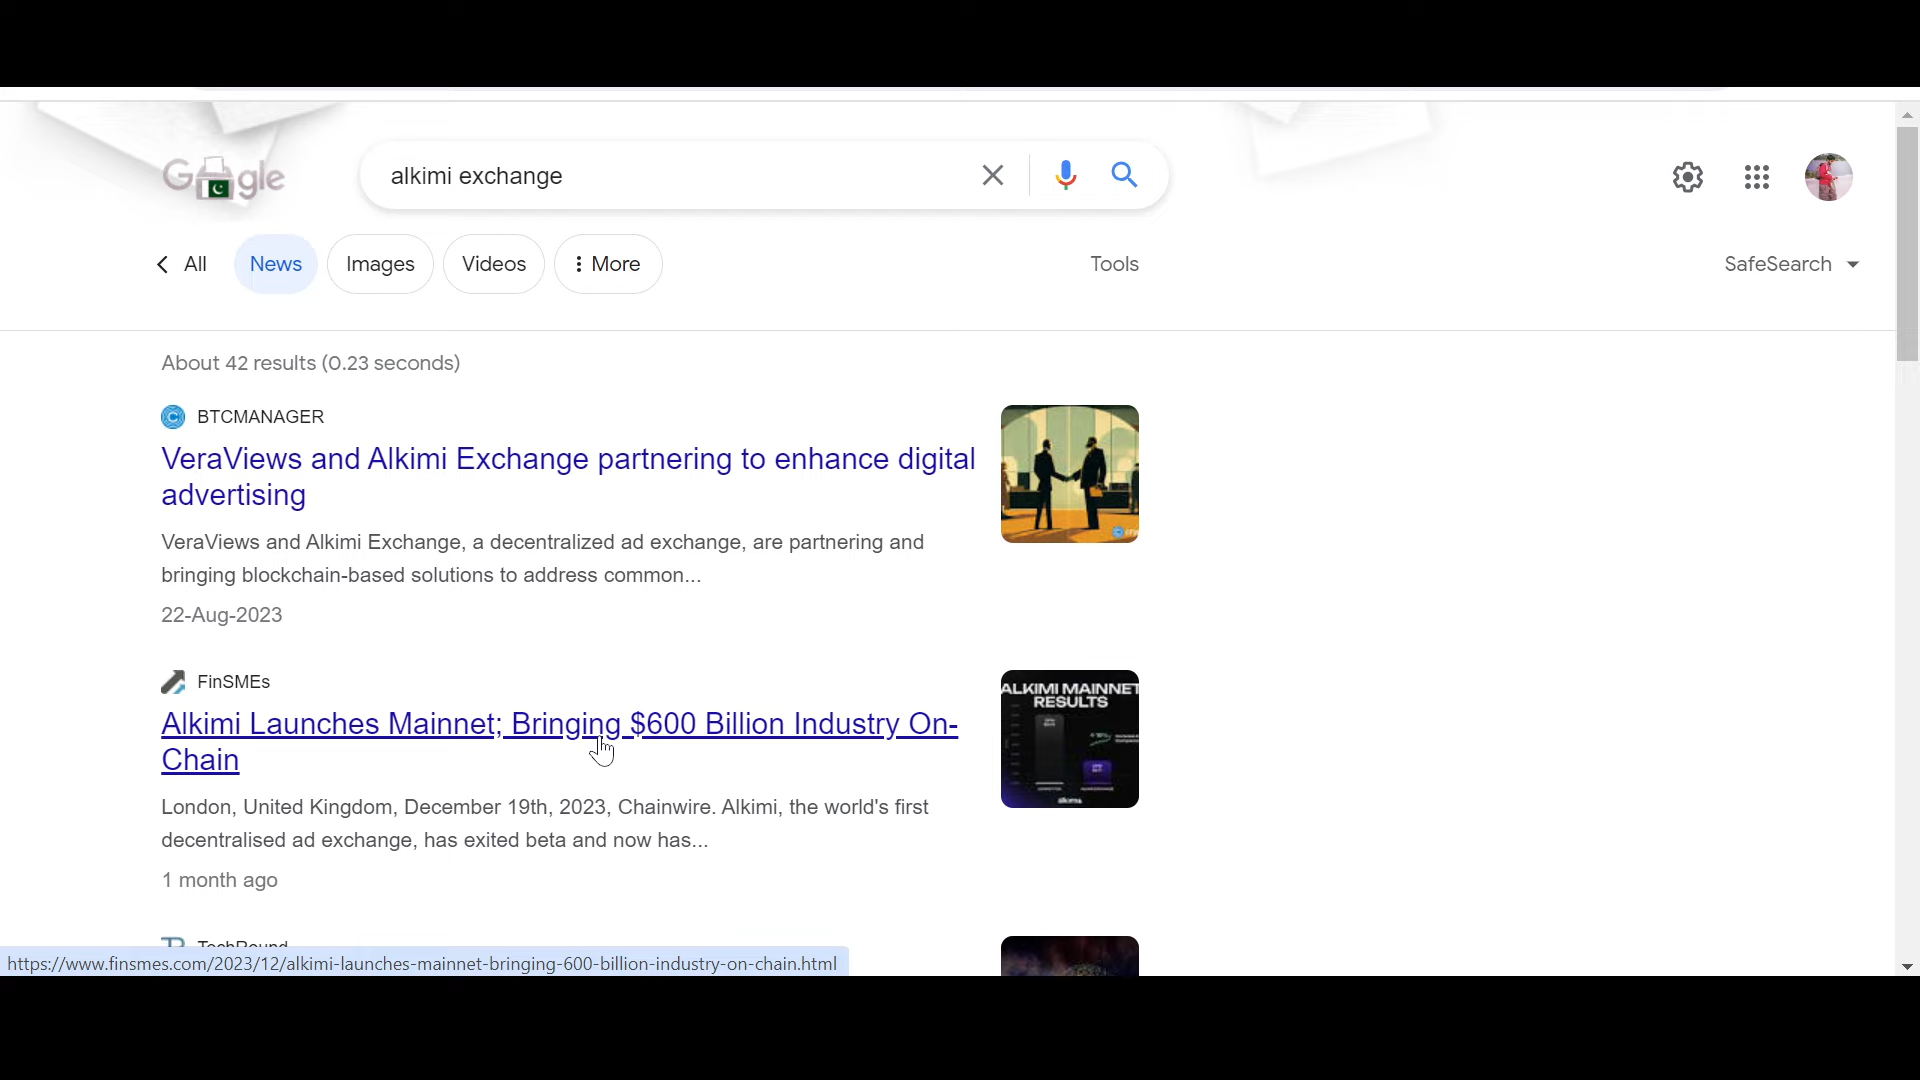 Google
alkimi exchange
All
News
Images
Videos
More
Tools
SafeSearch
About 42 results (0.23 seconds)
BTCMANAGER
VeraViews and Alkimi Exchange partnering to enhance digital
advertising
VeraViews and Alkimi Exchange, a decentralized ad exchange, are partnering and
bringing blockchain-based solutions to address common...
22-Aug-2023
FinSMEs
Alkimi Launches Mainnet; Bringing $600 Billion Industry On-
Chain
ALKIMI MAINNET
RESULTS
London, United Kingdom, December 19th, 2023, Chainwire. Alkimi, the world's first
decentralised ad exchange, has exited beta and now has...
1 month ago
TechRound
https://www.finsmes.com/2023/12/alkimi-launches-mainnet-bringing-600-billion-industry-on-chain.html